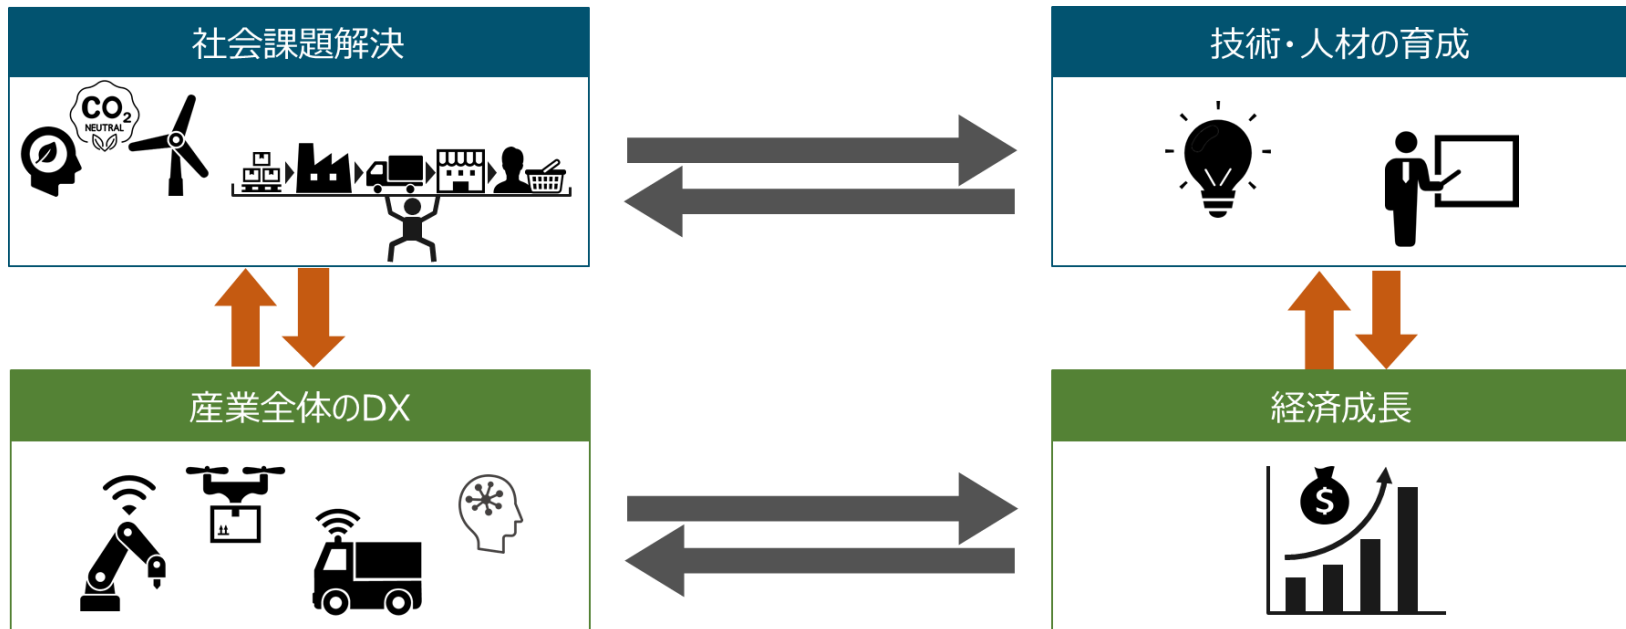 社会課題解決
技術・人材の育成
CO2
NEUTRAL
産業全体のDX
経済成長
$